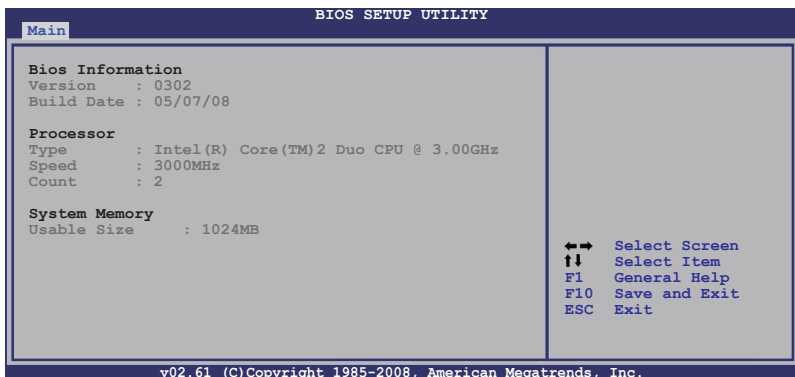 BIOS SETUP UTILITY
Main
Bios Information
Version : 0302
Build Date : 05/07/08
Processor
Type : Intel(R) Core(TM)2 Duo CPU @ 3.00GHz
Speed : 3000MHz
Count : 2
System Memory
Usable Size : 1024MB
←→ Select Screen
↑↓ Select Item
F1 General Help
F10 Save and Exit
ESC Exit
v02.61 (C)Copyright 1985-2008, American Megatrends, Inc.